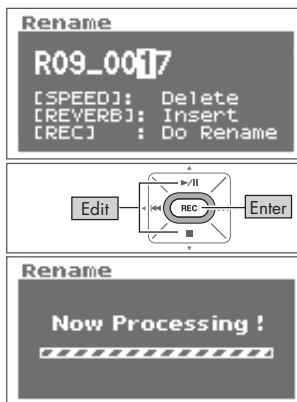 Rename
R09_0017
[SPEED]: Delete
[REVERB]: Insert
[REC] : Do Rename
Edit
REC
Enter
Rename
Now Processing !